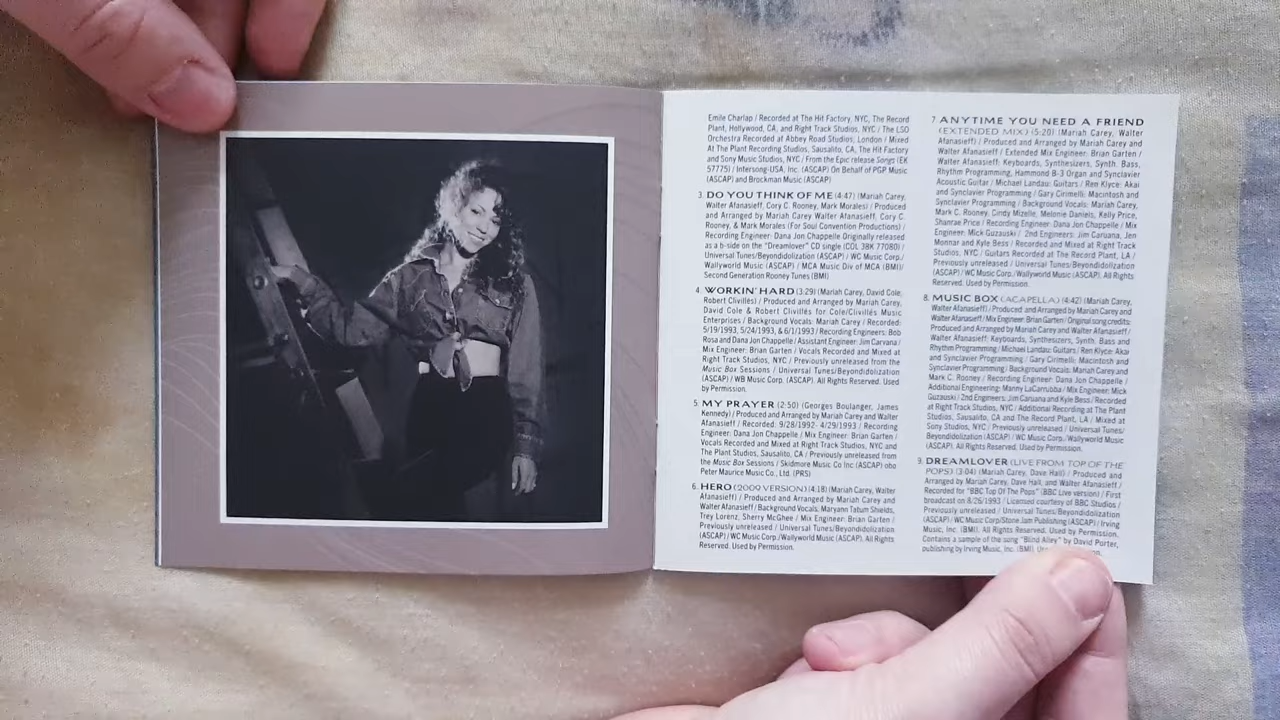 Emile Charlap / Recorded at The Hit Factory, NYC, The Record
Plant, Hollywood, CA, and Right Track Studios, NYC / The LSO
Orchestra Recorded at Abbey Road Studios, London / Mixed
At The Plant Recording Studios, Sausalito, CA, The Hit Factory
and Sony Music Studios, NYC / From the Epic release Songs (EK
57775) / Intersong-USA, Inc. (ASCAP) On Behalf of PGP Music
(ASCAP) and Brockman Music (ASCAP)
3. DO YOU THINK OF ME (4:47) (Mariah Carey,
Walter Afanasieff, Cory C. Rooney, Mark Morales) / Produced
and Arranged by Mariah Carey Walter Afanasieff, Cory C.
Rooney, & Mark Morales (For Soul Convention Productions) /
Recording Engineer: Dana Jon Chappelle Originally released
as a b-side on the "Dreamlover" CD single (COL 38K 77080) /
Universal Tunes/Beyondidolization (ASCAP) / WC Music Corp./
Wallyworld Music (ASCAP) / MCA Music Div of MCA (BMI)/
Second Generation Rooney Tunes (BMI)
4. WORKIN' HARD (3:29) (Mariah Carey, David Cole,
Robert Clivillés) / Produced and Arranged by Mariah Carey,
David Cole & Robert Clivillés for Cole/Clivillés Music
Enterprises / Background Vocals: Mariah Carey / Recorded:
5/19/1993, 5/24/1993, & 6/1/1993 / Recording Engineers: Bob
Rosa and Dana Jon Chappelle / Assistant Engineer: Jim Carvana /
Mix Engineer: Brian Garten / Vocals Recorded and Mixed at
Right Track Studios, NYC / Previously unreleased from the
Music Box Sessions / Universal Tunes/Beyondidolization
(ASCAP) / WB Music Corp. (ASCAP). All Rights Reserved. Used
by Permission.
5. MY PRAYER (2:50) (Georges Boulanger, James
Kennedy) / Produced and Arranged by Mariah Carey and Walter
Afanasieff / Recorded: 9/28/1992- 4/29/1993 / Recording
Engineer: Dana Jon Chappelle / Mix Engineer: Brian Garten /
Vocals Recorded and Mixed at Right Track Studios, NYC and
The Plant Studios, Sausalito, CA / Previously unreleased from
the Music Box Sessions / Skidmore Music Co Inc (ASCAP) obo
Peter Maurice Music Co., Ltd. (PRS)
6. HERO (2009 VERSION) (4:18) (Mariah Carey, Walter
Afanasieff) / Produced and Arranged by Mariah Carey and
Walter Afanasieff / Background Vocals: Maryann Tatum Shields,
Trey Lorenz, Sherry McGhee / Mix Engineer: Brian Garten /
Previously unreleased / Universal Tunes/Beyondidolization
(ASCAP) / WC Music Corp./Wallyworld Music (ASCAP). All Rights
Reserved. Used by Permission.
7. ANYTIME YOU NEED A FRIEND
(EXTENDED MIX) (5:20) (Mariah Carey, Walter
Afanasieff) / Produced and Arranged by Mariah Carey and
Walter Afanasieff / Extended Mix Engineer: Brian Garten /
Walter Afanasieff: Keyboards, Synthesizers, Synth. Bass,
Rhythm Programming, Hammond B-3 Organ and Synclavier
Acoustic Guitar / Michael Landau: Guitars / Ren Klyce: Akai
and Synclavier Programming / Gary Cirimelli: Macintosh and
Synclavier Programming / Background Vocals: Mariah Carey,
Mark C. Rooney, Cindy Mizelle, Melonie Daniels, Kelly Price,
Shanrae Price / Recording Engineer: Dana Jon Chappelle / Mix
Engineer: Mick Guzauski / 2nd Engineers: Jim Caruana, Jen
Monnar and Kyle Bess / Recorded and Mixed at Right Track
Studios, NYC / Guitars Recorded at The Record Plant, LA /
Previously unreleased / Universal Tunes/Beyondidolization
(ASCAP) / WC Music Corp./Wallyworld Music (ASCAP). All Rights
Reserved. Used by Permission.
8. MUSIC BOX (ACAPELLA) (4:42) (Mariah Carey,
Walter Afanasieff) / Produced and Arranged by Mariah Carey and
Walter Afanasieff / Mix Engineer: Brian Garten / Original song credits:
Produced and Arranged by Mariah Carey and Walter Afanasieff /
Walter Afanasieff: Keyboards, Synthesizers, Synth. Bass and
Rhythm Programming / Michael Landau: Guitars / Ren Klyce: Akai
and Synclavier Programming / Gary Cirimelli: Macintosh and
Synclavier Programming / Background Vocals: Mariah Carey and
Mark C. Rooney / Recording Engineer: Dana Jon Chappelle /
Additional Engineering: Manny LaCarrubba / Mix Engineer: Mick
Guzauski / 2nd Engineers: Jim Caruana and Kyle Bess / Recorded
at Right Track Studios, NYC / Additional Recording at The Plant
Studios, Sausalito, CA and The Record Plant, LA / Mixed at
Sony Studios, NYC / Previously unreleased / Universal Tunes/
Beyondidolization (ASCAP) / WC Music Corp./ Wallyworld Music
(ASCAP). All Rights Reserved. Used by Permission.
9. DREAMLOVER (LIVE FROM TOP OF THE
POPS) (3:04) (Mariah Carey, Dave Hall) / Produced and
Arranged by Mariah Carey, Dave Hall, and Walter Afanasieff /
Recorded for "BBC Top Of The Pops" (BBC Live version) / First
broadcast on 8/26/1993 / Licensed courtesy of BBC Studios /
Previously unreleased / Universal Tunes/Beyondidolization
(ASCAP) / WC Music Corp/Stone Jam Publishing (ASCAP) / Irving
Music, Inc. (BMI). All Rights Reserved. Used by Permission.
Contains a sample of the song "Blind Alley" by David Porter,
publishing by Irving Music, Inc. (BMI).